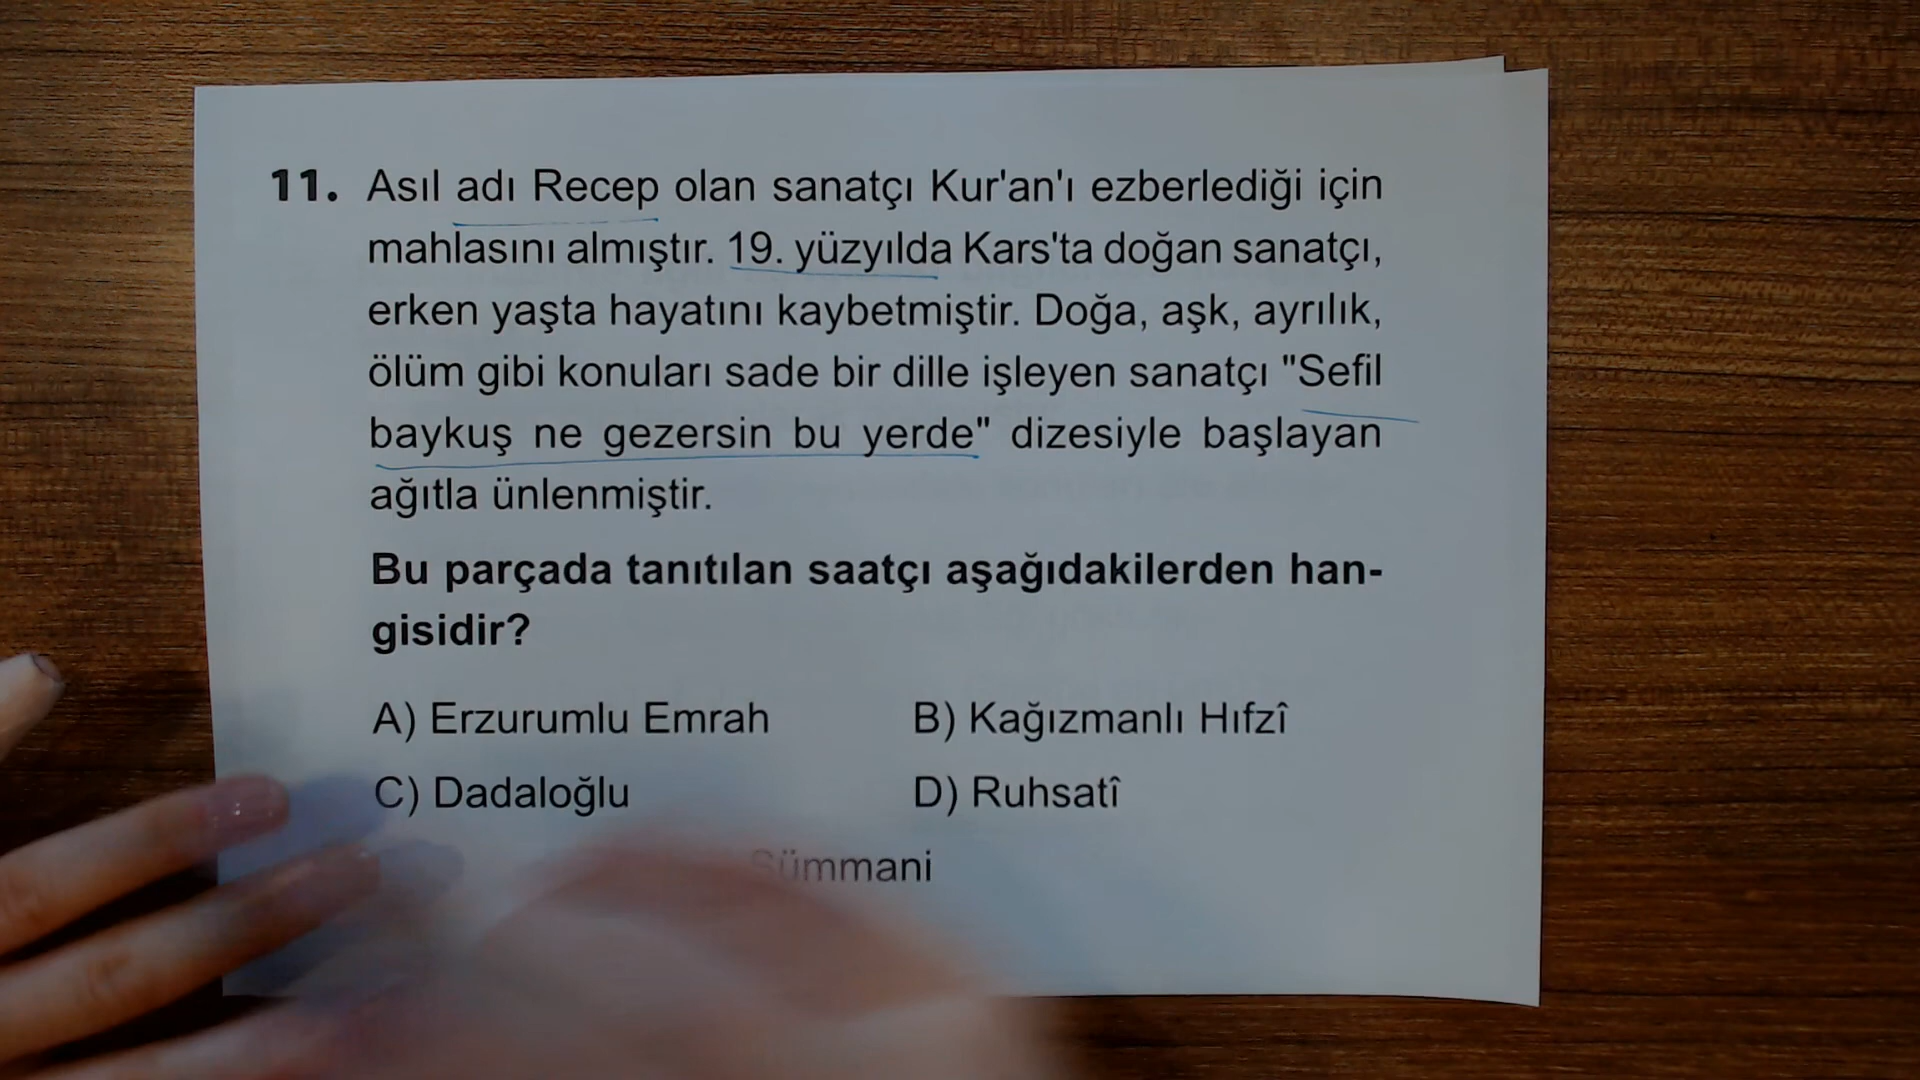 11. Asıl adı Recep olan sanatçı Kur'an'ı ezberlediği için
mahlasını almıştır. 19. yüzyılda Kars'ta doğan sanatçı,
erken yaşta hayatını kaybetmiştir. Doğa, aşk, ayrılık,
ölüm gibi konuları sade bir dille işleyen sanatçı "Sefil
baykuş ne gezersin bu yerde" dizesiyle başlayan
ağıtla ünlenmiştir.
Bu parçada tanıtılan saatçı aşağıdakilerden han-
gisidir?
A) Erzurumlu Emrah B) Kağızmanlı Hıfzî
C) Dadaloğlu D) Ruhsatî
Sümmani